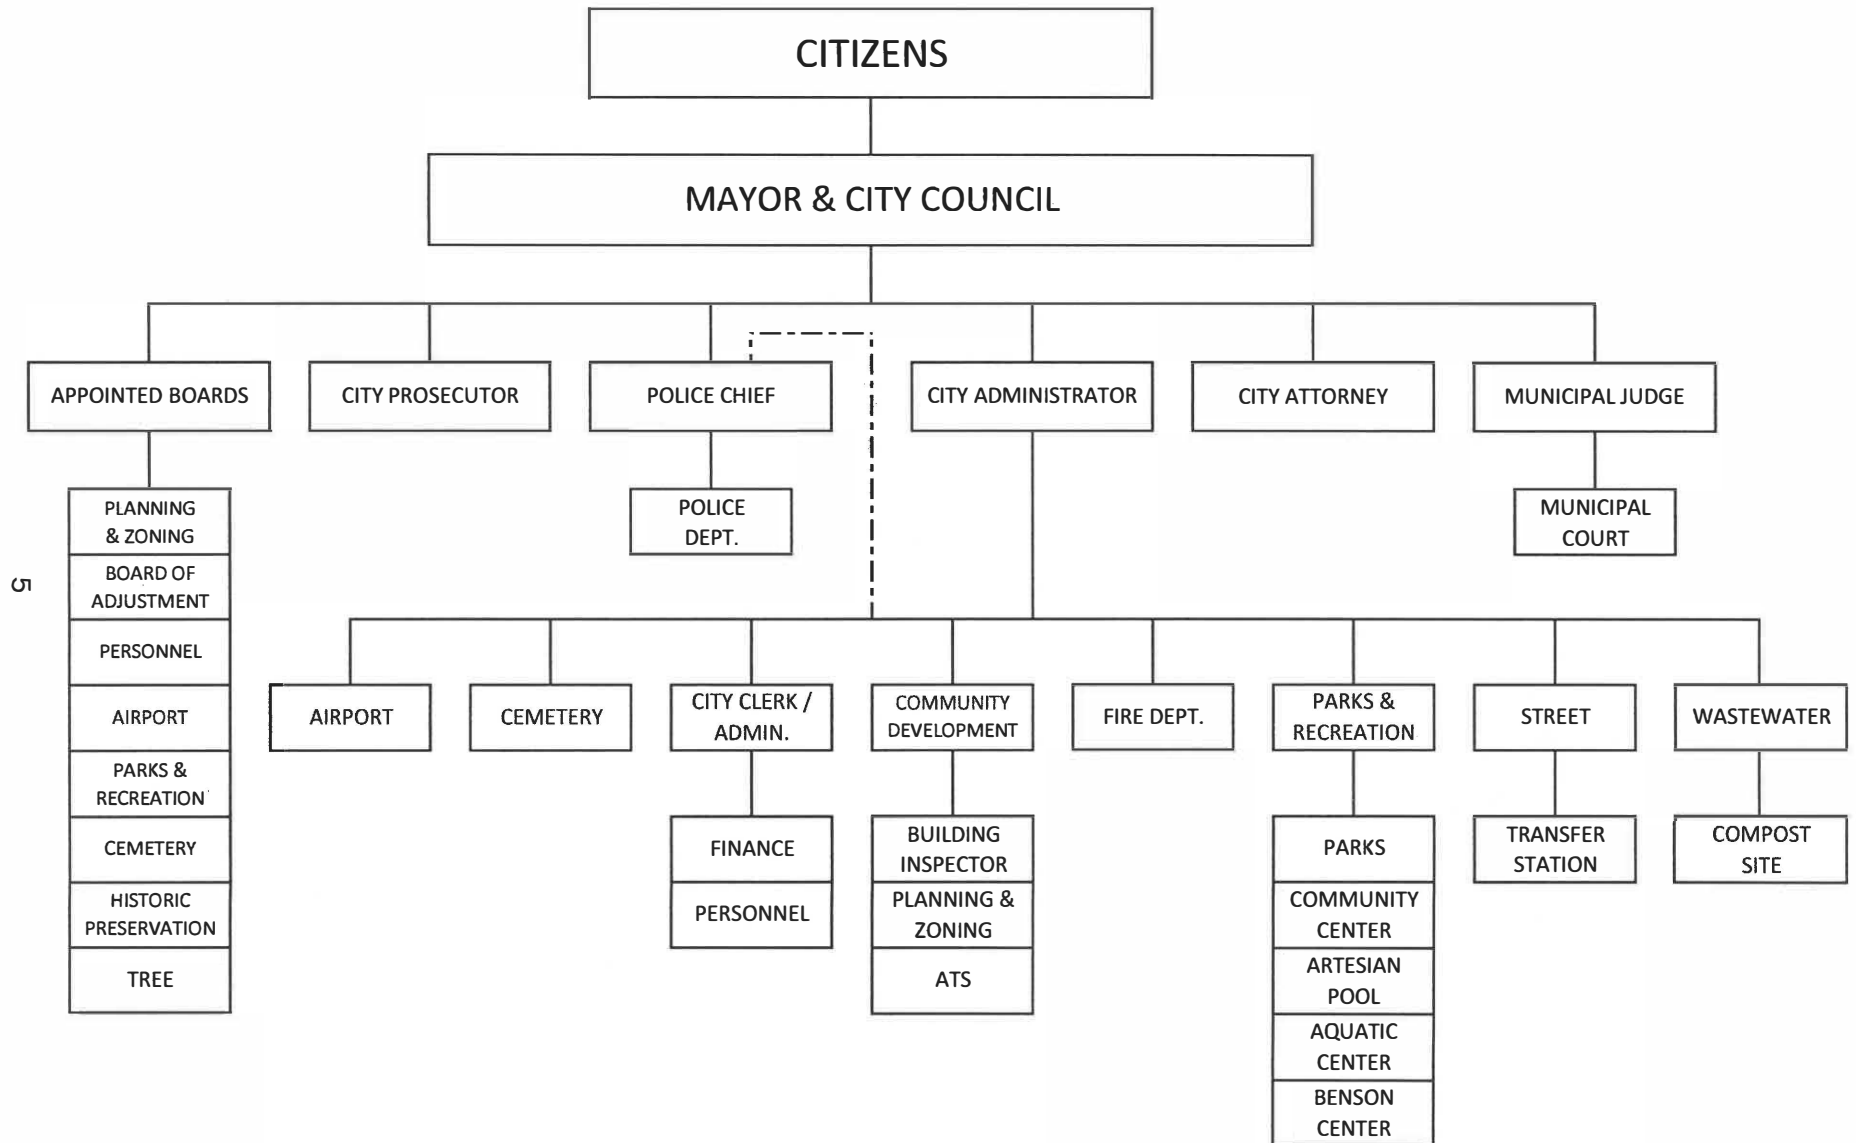 CITIZENS
MAYOR & CITY COUNCIL
APPOINTED BOARDS
CITY PROSECUTOR
POLICE CHIEF
CITY ADMINISTRATOR
CITY ATTORNEY
MUNICIPAL JUDGE
PLANNING
& ZONING
BOARD OF
ADJUSTMENT
PERSONNEL
AIRPORT
PARKS &
RECREATION
CEMETERY
HISTORIC
PRESERVATION
TREE
POLICE
DEPT.
MUNICIPAL
COURT
AIRPORT
CEMETERY
CITY CLERK /
ADMIN.
COMMUNITY
DEVELOPMENT
FIRE DEPT.
PARKS &
RECREATION
STREET
WASTEWATER
FINANCE
PERSONNEL
BUILDING
INSPECTOR
PLANNING &
ZONING
ATS
PARKS
COMMUNITY
CENTER
ARTESIAN
POOL
AQUATIC
CENTER
BENSON
CENTER
TRANSFER
STATION
COMPOST
SITE
5